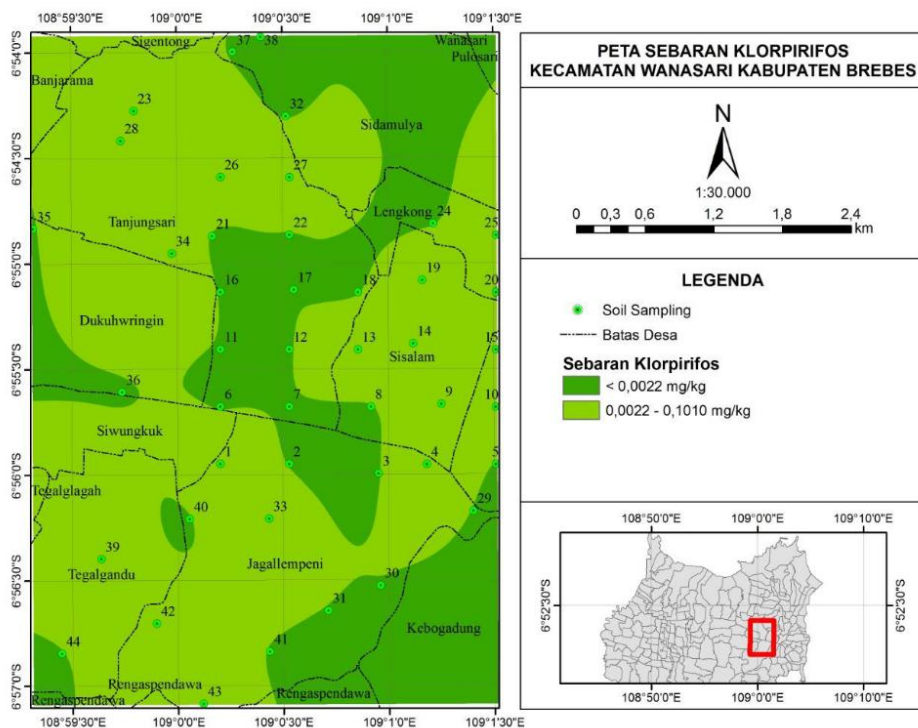 108°59'30"E 109°0'0"E 109°0'30"E 109°1'0"E 109°1'30"E
6°54'0"S
6°54'30"S
6°55'0"S
6°55'30"S
6°56'0"S
6°56'30"S
6°57'0"S
Sigentong 37 38 Wanasari
Pulosari
Banjarama
23
28
32
Sidamulya
26 27
Lengkong 24
35 Tanjungsari 21 22 25
34
16 17 18 19 20
Dukuhwringin
11 12 13 14 15
Sisalam
36
6 7 8 9 10
Siwungkuk
1 2 3 4 5
Tegalglagah
40 33 29
39
Tegalgandu Jagallempeni
30
31
42 Kebogadung
44 41
Rengaspendawa Rengaspendawa Rengaspendawa
43
108°59'30"E 109°0'0"E 109°0'30"E 109°1'0"E 109°1'30"E
PETA SEBARAN KLORPIRIFOS
KECAMATAN WANASARI KABUPATEN BREBES
N
1:30.000
0 0,3 0,6 1,2 1,8 2,4
km
LEGENDA
Soil Sampling
Batas Desa
Sebaran Klorpirifos
< 0,0022 mg/kg
0,0022 - 0,1010 mg/kg
108°50'0"E 109°0'0"E 109°10'0"E
6°52'30"S 6°52'30"S
108°50'0"E 109°0'0"E 109°10'0"E